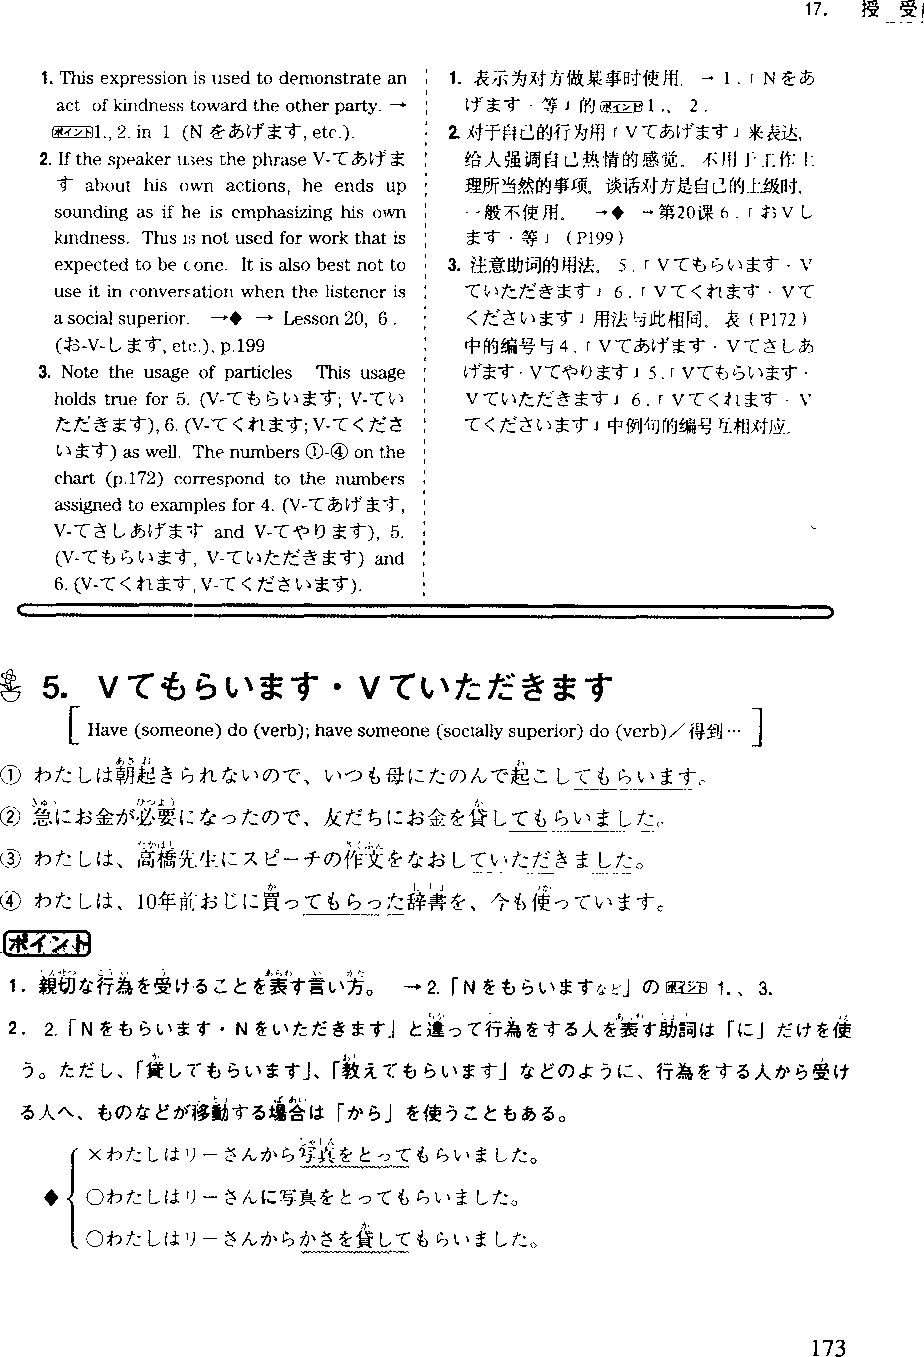 17. 授 受
1. This expression is used to demonstrate an
act of kindness toward the other party. →
ポイント1., 2. in 1 (N をあげます, etc.).
2. If the speaker uses the phrase V-てあげま
す about his own actions, he ends up
sounding as if he is emphasizing his own
kindness. This is not used for work that is
expected to be done. It is also best not to
use it in conversation when the listener is
a social superior. →◆ → Lesson 20, 6.
(お-V-します, etc.), p.199
3. Note the usage of particles This usage
holds true for 5. (V-てもらいます; V-てい
ただきます), 6. (V-てくれます; V-てくださ
います) as well. The numbers ①-④ on the
chart (p.172) correspond to the numbers
assigned to examples for 4. (V-てあげます,
V-てさしあげます and V-てやります), 5.
(V-てもらいます, V-ていただきます) and
6. (V-てくれます, V-てくださいます).
1. 表示为对方做某事时使用. → 1.「Nをあ
げます・等」的ポイント1., 2.
2. 对于自己的行为用「Vてあげます」来表达,
给人强调自己热情的感觉。不用于工作上
理所当然的事项。谈话对方是自己的上级时,
一般不使用。 →◆ →第20课6.「おVし
ます・等」(P199)
3. 注意助词的用法。5.「Vてもらいます・V
ていただきます」6.「Vてくれます・Vて
くださいます」用法与此相同。表(P172)
中的编号与4.「Vてあげます・Vてさしあ
げます・Vてやります」5.「Vてもらいます・
Vていただきます」6.「Vてくれます・V
てくださいます」中例句的编号互相对应.
5. Vてもらいます・Vていただきます
[Have (someone) do (verb); have someone (socially superior) do (verb)／得到…]
① わたしは朝起きられないので、いつも母にたのんで起こしてもらいます。
② 急にお金が必要になったので、友だちにお金を貸してもらいました。
③ わたしは、高橋先生にスピーチの作文をなおしていただきました。
④ わたしは、10年前おじに買ってもらった辞書を、今も使っています。
ポイント
1. 親切な行為を受けることを表す言い方。 →2.「Nをもらいますなど」のポイント1.、3.
2. 2.「Nをもらいます・Nをいただきます」と違って行為をする人を表す助詞は「に」だけを使
う。ただし、「貸してもらいます」、「教えてもらいます」などのように、行為をする人から受け
る人へ、ものなどが移動する場合は「から」を使うこともある。
×わたしはリーさんから写真をとってもらいました。
◆ ○わたしはリーさんに写真をとってもらいました。
○わたしはリーさんからかさを貸してもらいました。
173